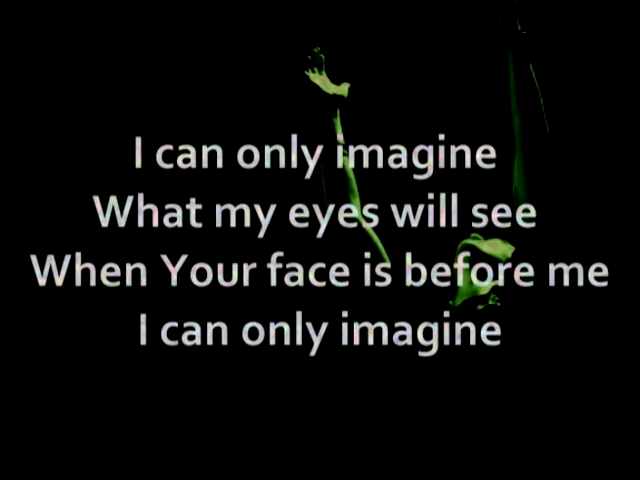 I can only imagine
What my eyes will see
When Your face is before me
I can only imagine